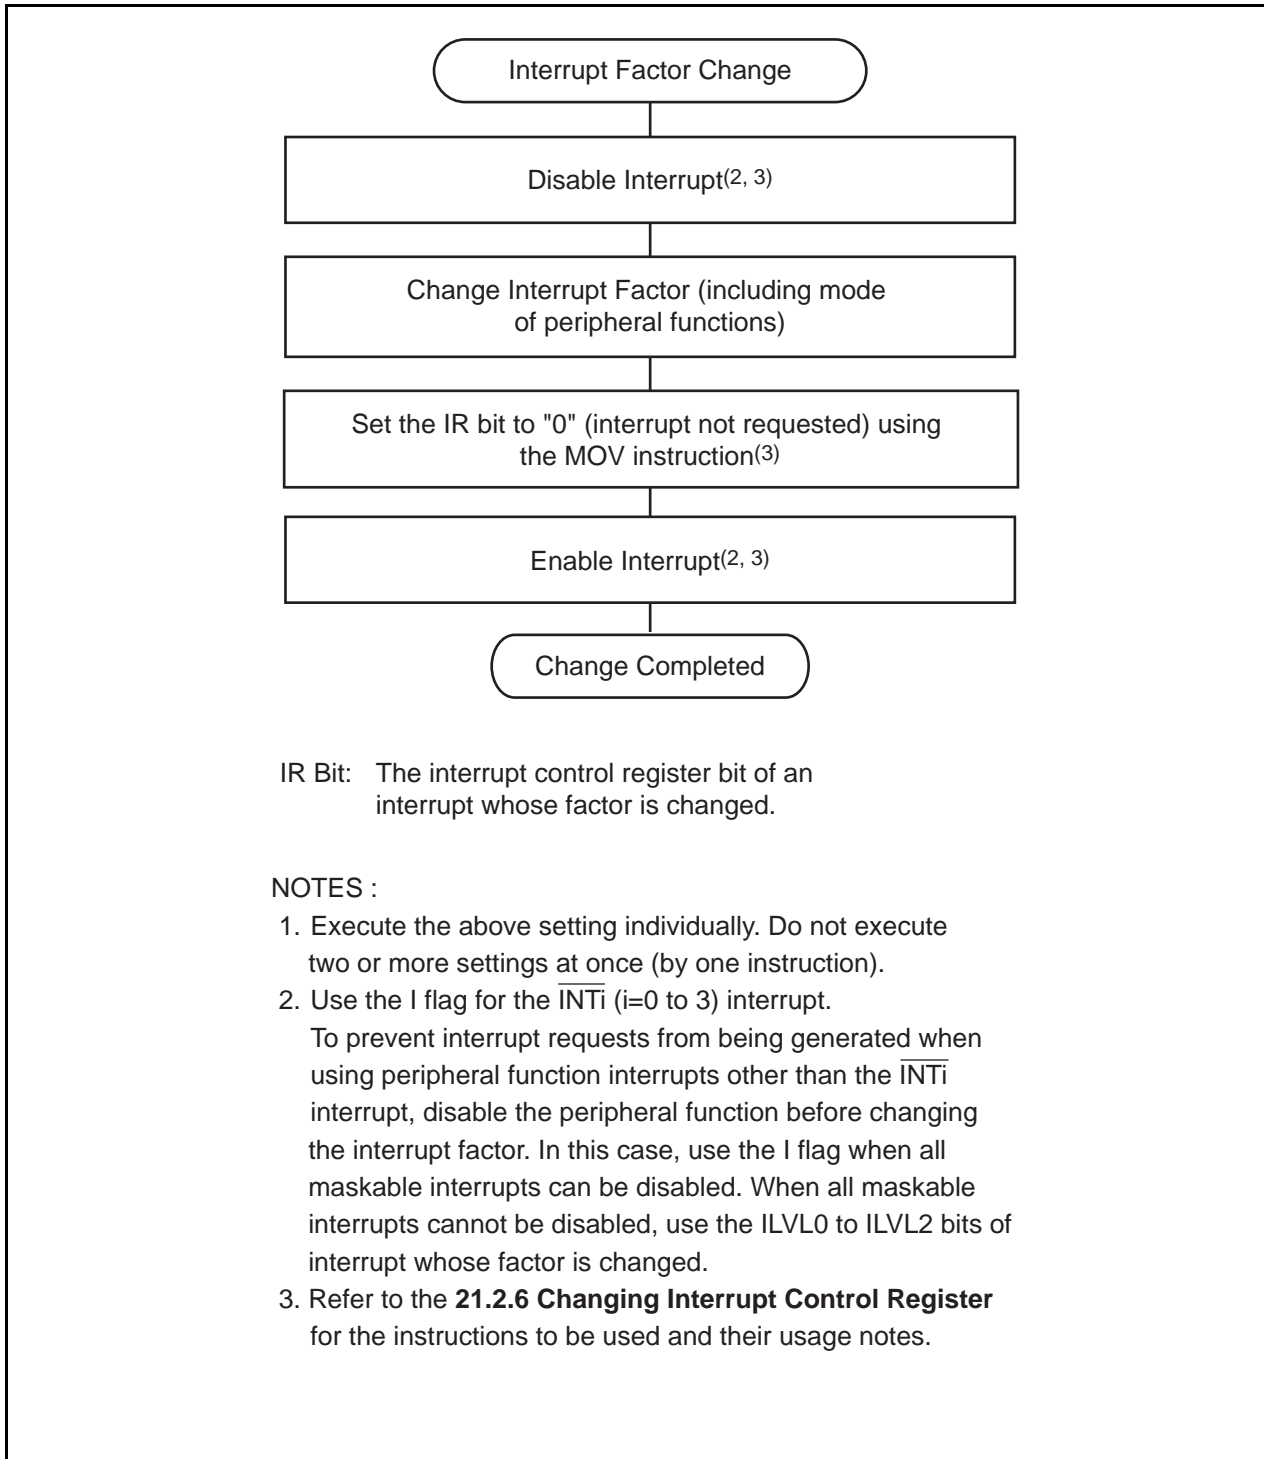 Interrupt Factor Change
Disable Interrupt(2, 3)
Change Interrupt Factor (including mode
of peripheral functions)
Set the IR bit to "0" (interrupt not requested) using
the MOV instruction(3)
Enable Interrupt(2, 3)
Change Completed
IR Bit: The interrupt control register bit of an
interrupt whose factor is changed.
NOTES :
1. Execute the above setting individually. Do not execute
two or more settings at once (by one instruction).
2. Use the I flag for the I̅N̅T̅i̅ (i=0 to 3) interrupt.
To prevent interrupt requests from being generated when
using peripheral function interrupts other than the I̅N̅T̅i̅
interrupt, disable the peripheral function before changing
the interrupt factor. In this case, use the I flag when all
maskable interrupts can be disabled. When all maskable
interrupts cannot be disabled, use the ILVL0 to ILVL2 bits of
interrupt whose factor is changed.
3. Refer to the 21.2.6 Changing Interrupt Control Register
for the instructions to be used and their usage notes.